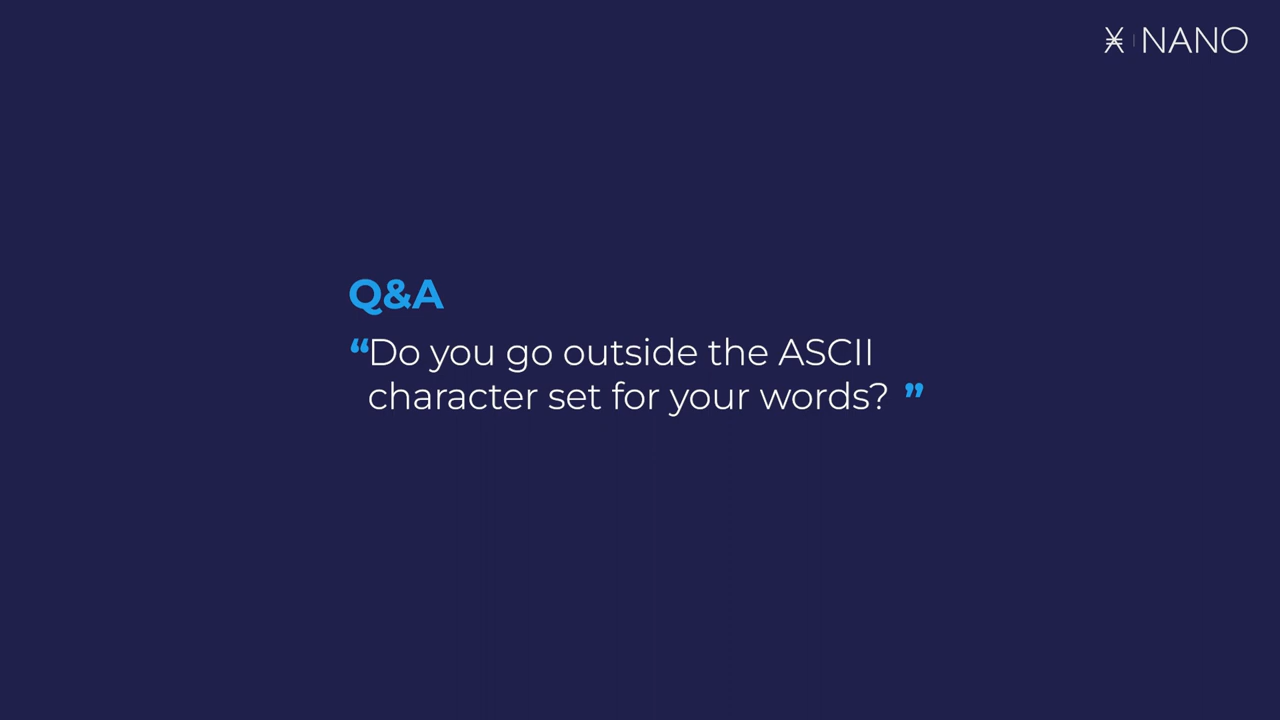 Ӿ NANO
Q&A
“Do you go outside the ASCII
character set for your words? ”